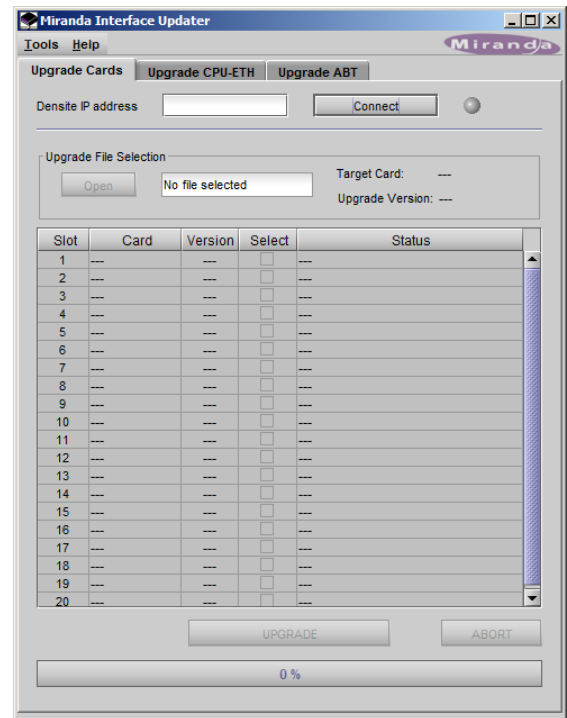 Miranda Interface Updater
Tools Help
Miranda
Upgrade Cards Upgrade CPU-ETH Upgrade ABT
Densite IP address Connect
Upgrade File Selection
Open No file selected Target Card: ---
Upgrade Version: ---
Slot Card Version Select Status
1 --- --- ---
2 --- --- ---
3 --- --- ---
4 --- --- ---
5 --- --- ---
6 --- --- ---
7 --- --- ---
8 --- --- ---
9 --- --- ---
10 --- --- ---
11 --- --- ---
12 --- --- ---
13 --- --- ---
14 --- --- ---
15 --- --- ---
16 --- --- ---
17 --- --- ---
18 --- --- ---
19 --- --- ---
20 --- --- ---
UPGRADE ABORT
0 %